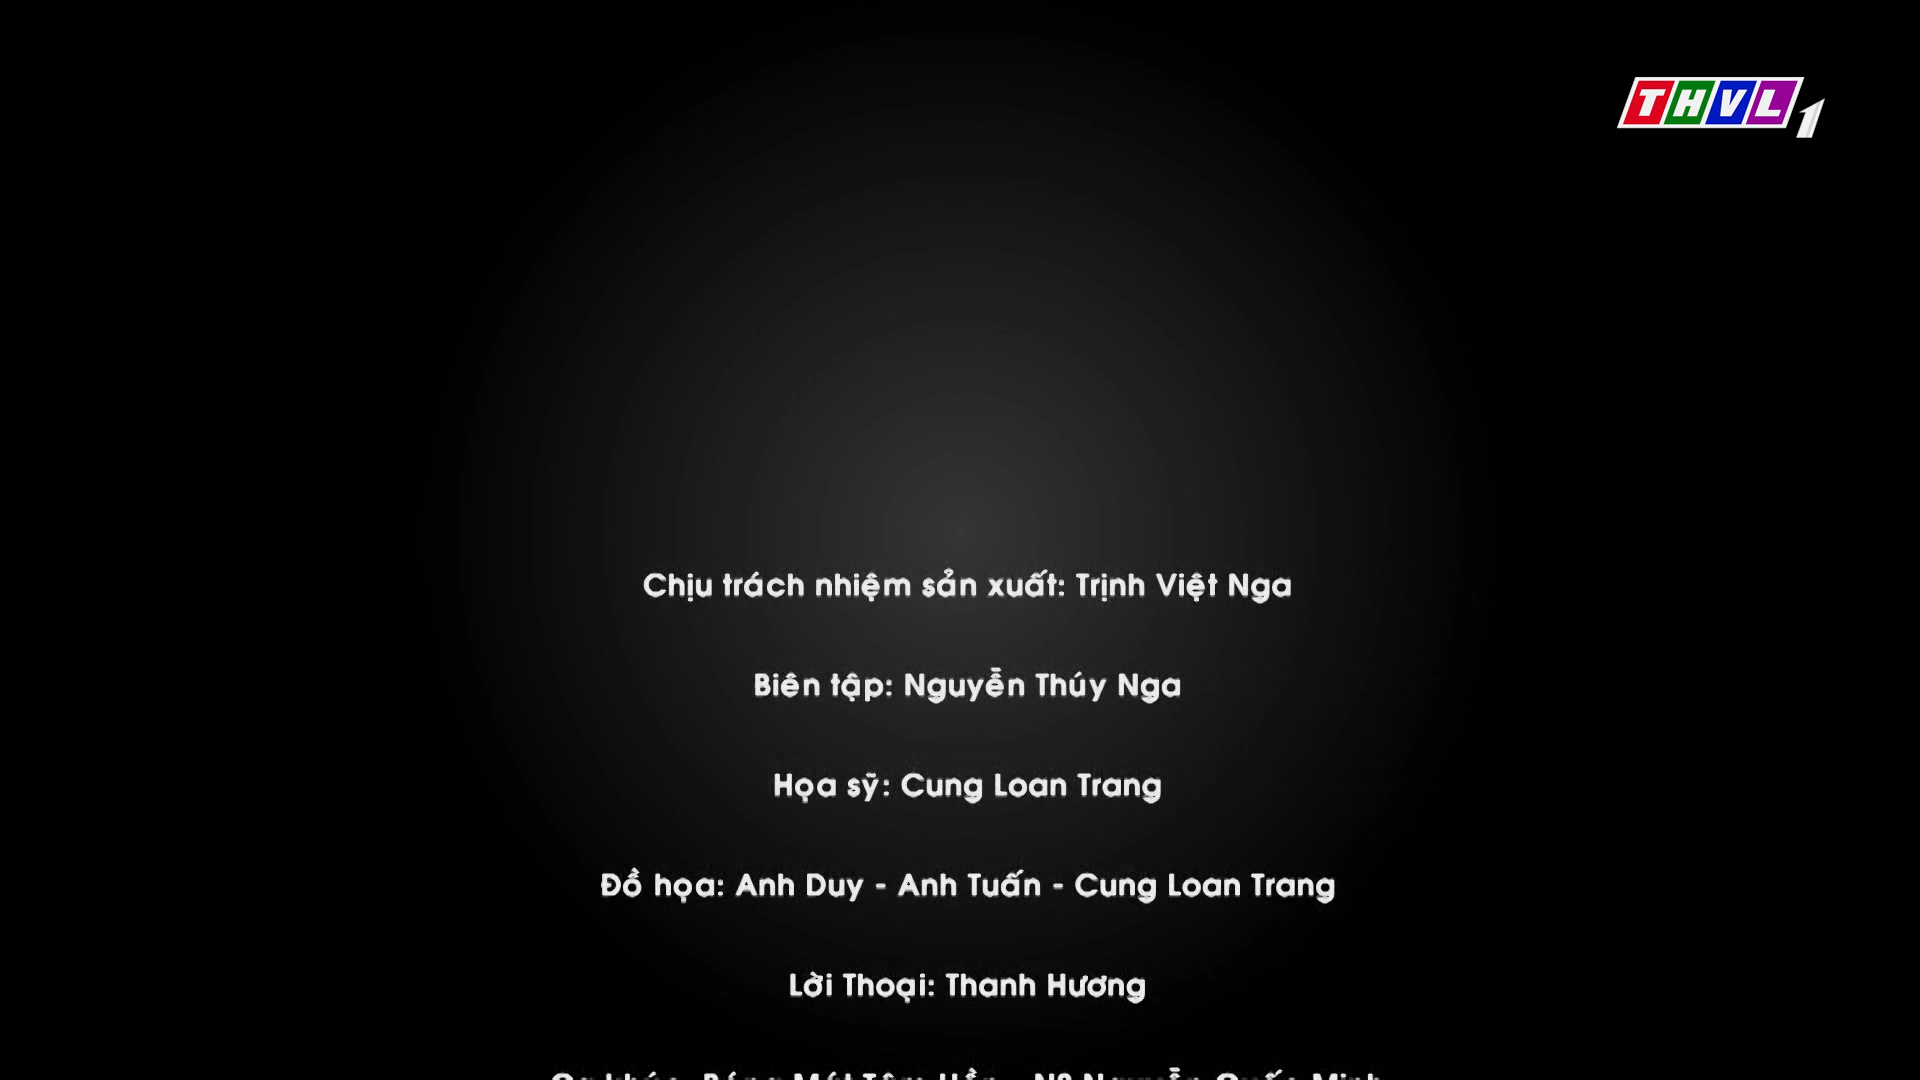 THVL1
Chịu trách nhiệm sản xuất: Trịnh Việt Nga
Biên tập: Nguyễn Thúy Nga
Họa sỹ: Cung Loan Trang
Đồ họa: Anh Duy - Anh Tuấn - Cung Loan Trang
Lời Thoại: Thanh Hương